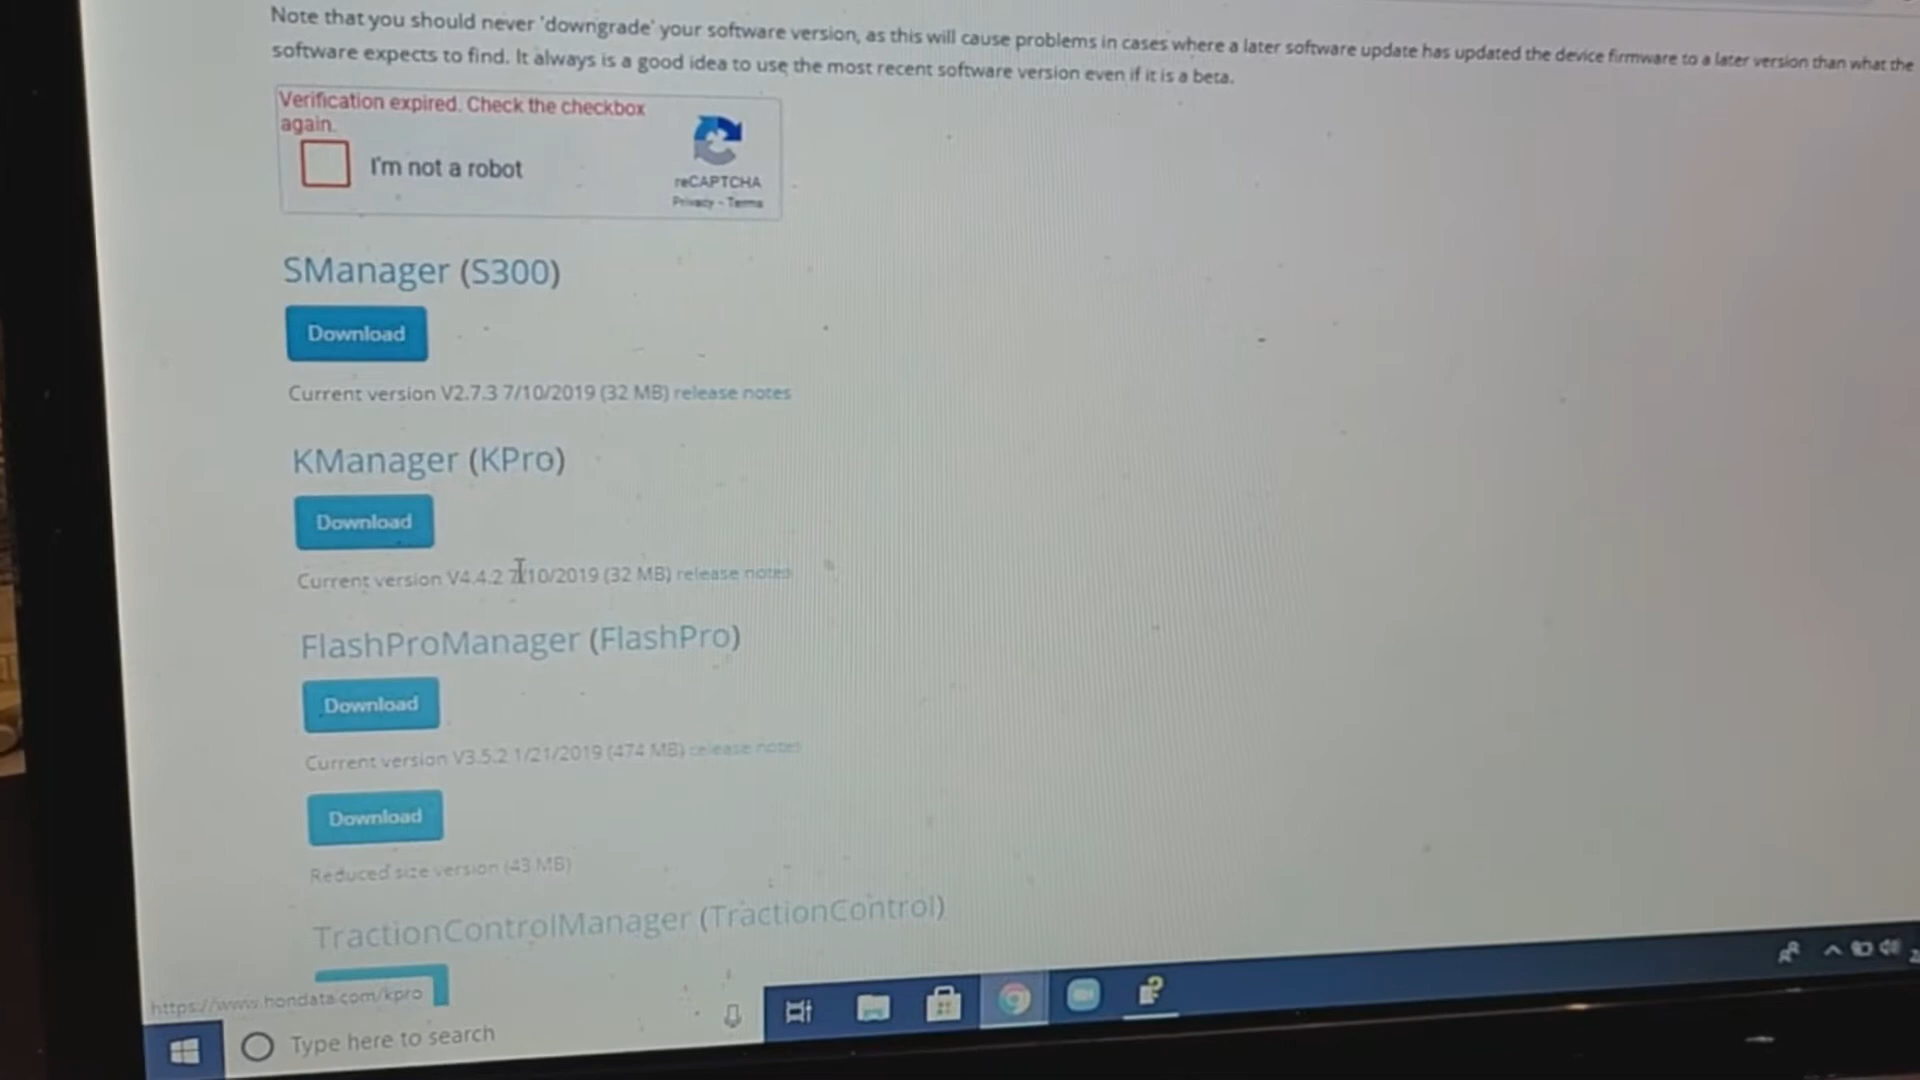 Note that you should never 'downgrade' your software version, as this will cause problems in cases where a later software update has updated the device firmware to a later version than what the
software expects to find. It always is a good idea to use the most recent software version even if it is a beta.
Verification expired. Check the checkbox
again.
I'm not a robot
reCAPTCHA
Privacy - Terms
SManager (S300)
Download
Current version V2.7.3 7/10/2019 (32 MB) release notes
KManager (KPro)
Download
Current version V4.4.2 7/10/2019 (32 MB) release notes
FlashProManager (FlashPro)
Download
Current version V3.5.2 1/21/2019 (474 MB) release notes
Download
Reduced size version (43 MB)
TractionControlManager (TractionControl)
https://www.hondata.com/kpro
Type here to search